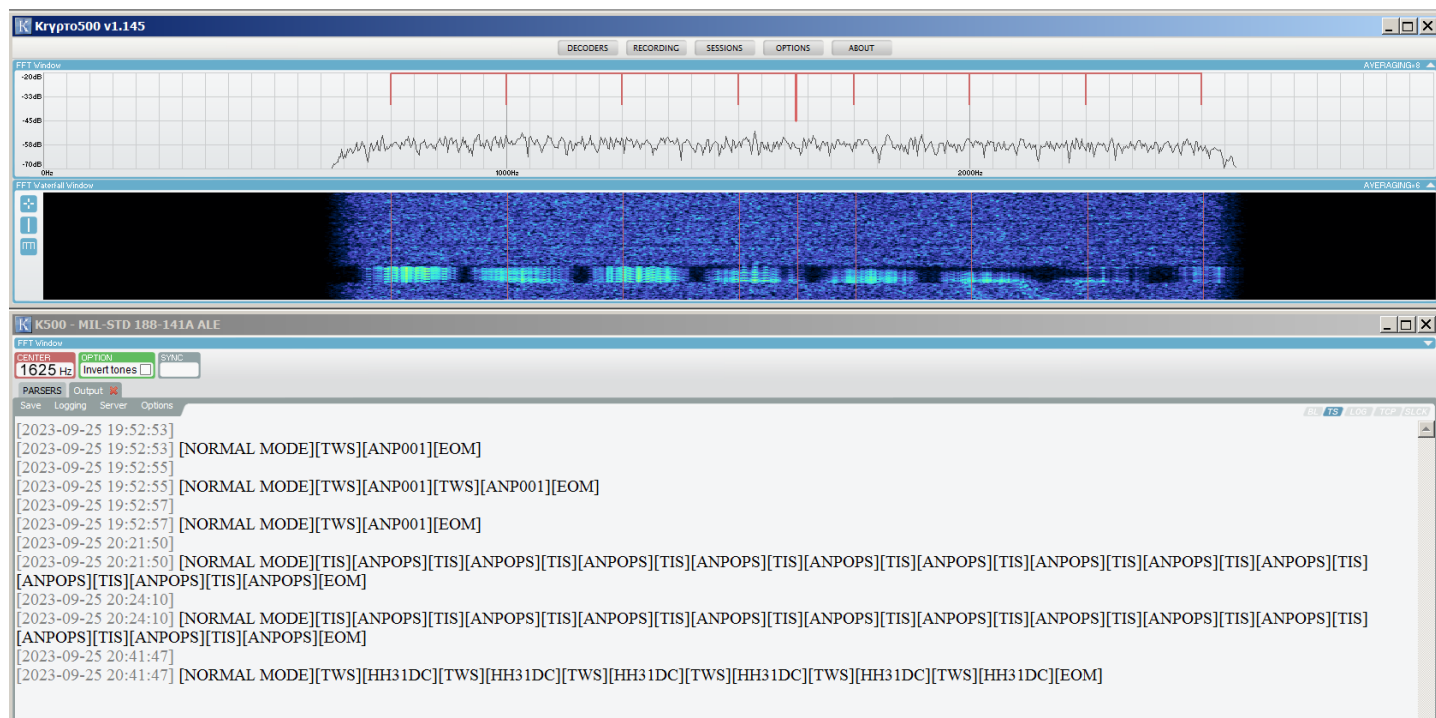 Krypto500 v1.145
DECODERS RECORDING SESSIONS OPTIONS ABOUT
FFT Window AVERAGING:8
-20dB
-33dB
-45dB
-58dB
-70dB
0Hz 1000Hz 2000Hz
FFT Waterfall Window AVERAGING:6
K500 - MIL-STD 188-141A ALE
FFT Window
CENTER OPTION SYNC
1625 Hz Invert tones
PARSERS Output
Save Logging Server Options BL TS LOG TCP SLCK
[2023-09-25 19:52:53]
[2023-09-25 19:52:53] [NORMAL MODE][TWS][ANP001][EOM]
[2023-09-25 19:52:55]
[2023-09-25 19:52:55] [NORMAL MODE][TWS][ANP001][TWS][ANP001][EOM]
[2023-09-25 19:52:57]
[2023-09-25 19:52:57] [NORMAL MODE][TWS][ANP001][EOM]
[2023-09-25 20:21:50]
[2023-09-25 20:21:50] [NORMAL MODE][TIS][ANPOPS][TIS][ANPOPS][TIS][ANPOPS][TIS][ANPOPS][TIS][ANPOPS][TIS][ANPOPS][TIS][ANPOPS][TIS][ANPOPS][TIS][ANPOPS][TIS]
[ANPOPS][TIS][ANPOPS][TIS][ANPOPS][EOM]
[2023-09-25 20:24:10]
[2023-09-25 20:24:10] [NORMAL MODE][TIS][ANPOPS][TIS][ANPOPS][TIS][ANPOPS][TIS][ANPOPS][TIS][ANPOPS][TIS][ANPOPS][TIS][ANPOPS][TIS][ANPOPS][TIS][ANPOPS][TIS]
[ANPOPS][TIS][ANPOPS][TIS][ANPOPS][EOM]
[2023-09-25 20:41:47]
[2023-09-25 20:41:47] [NORMAL MODE][TWS][HH31DC][TWS][HH31DC][TWS][HH31DC][TWS][HH31DC][TWS][HH31DC][TWS][HH31DC][EOM]